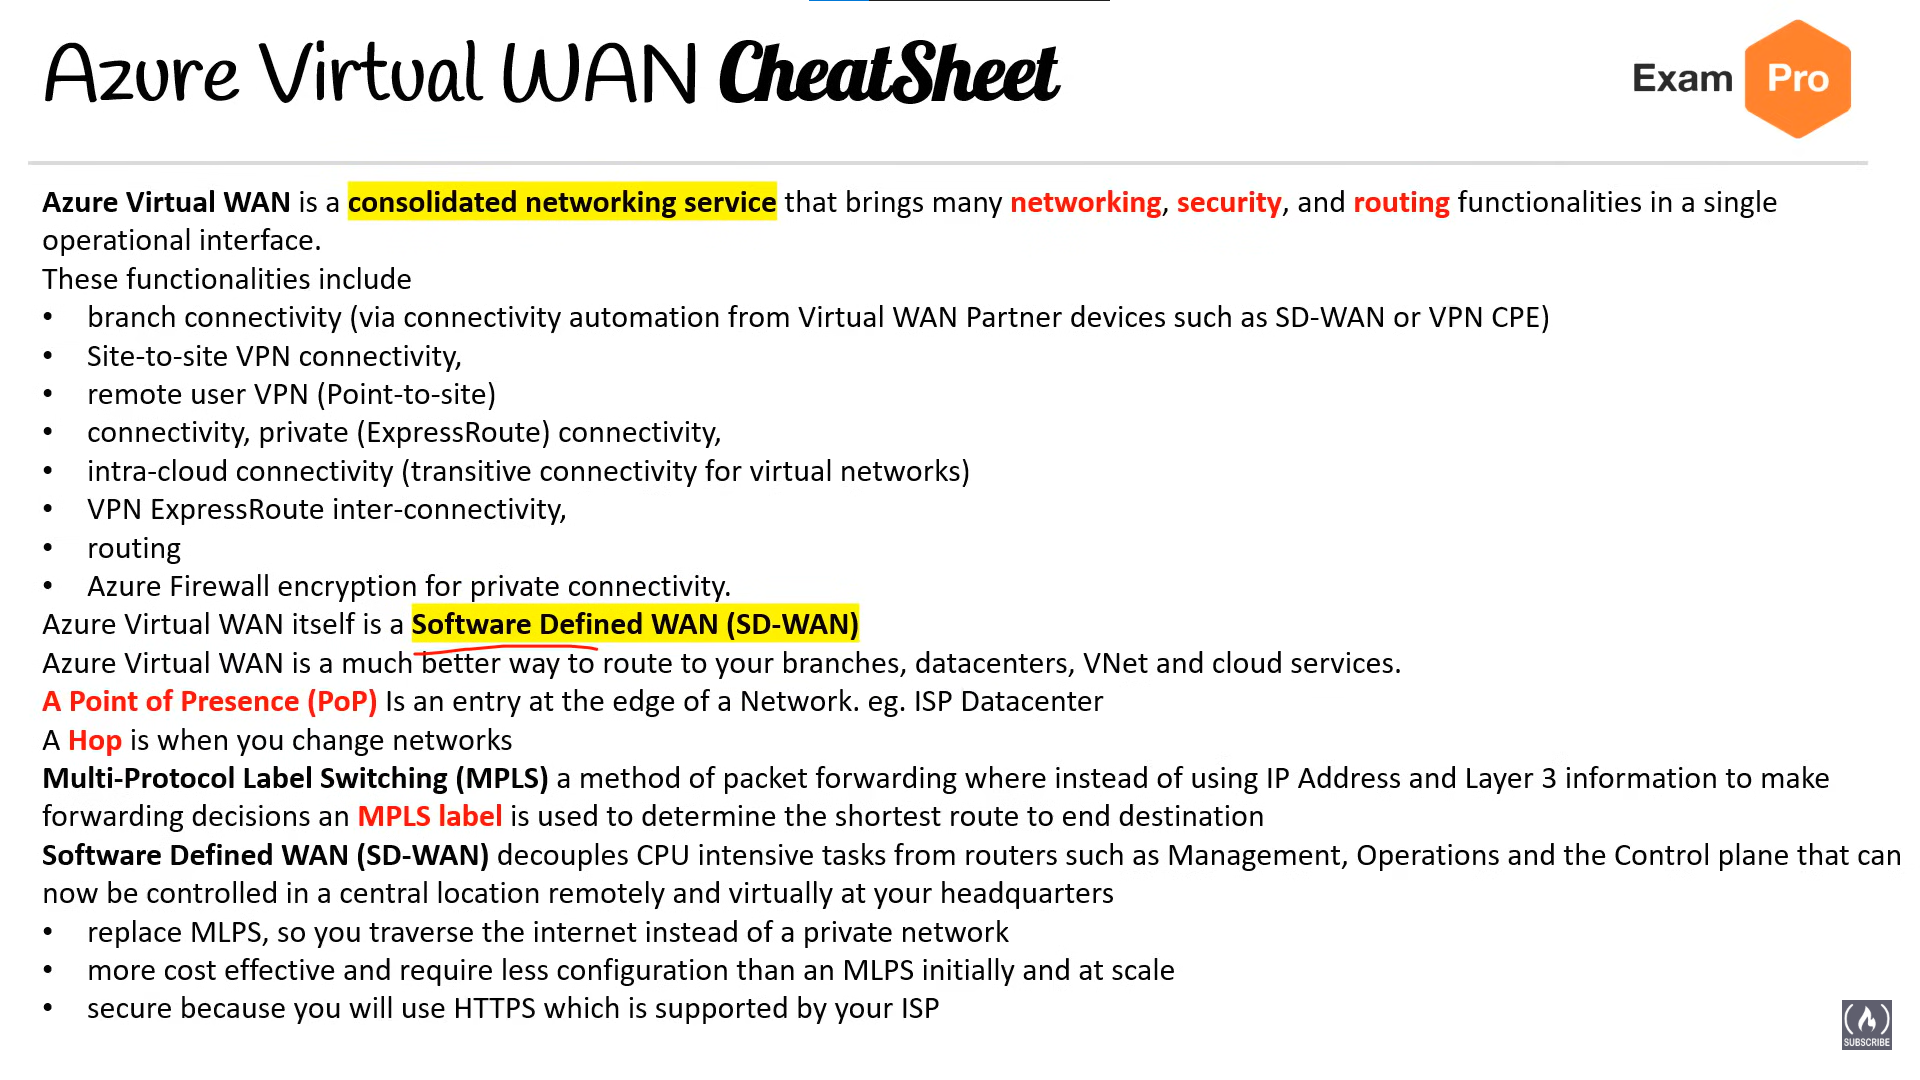 Azure Virtual WAN CheatSheet
Exam Pro
Azure Virtual WAN is a consolidated networking service that brings many networking, security, and routing functionalities in a single
operational interface.
These functionalities include
• branch connectivity (via connectivity automation from Virtual WAN Partner devices such as SD-WAN or VPN CPE)
• Site-to-site VPN connectivity,
• remote user VPN (Point-to-site)
• connectivity, private (ExpressRoute) connectivity,
• intra-cloud connectivity (transitive connectivity for virtual networks)
• VPN ExpressRoute inter-connectivity,
• routing
• Azure Firewall encryption for private connectivity.
Azure Virtual WAN itself is a Software Defined WAN (SD-WAN)
Azure Virtual WAN is a much better way to route to your branches, datacenters, VNet and cloud services.
A Point of Presence (PoP) Is an entry at the edge of a Network. eg. ISP Datacenter
A Hop is when you change networks
Multi-Protocol Label Switching (MPLS) a method of packet forwarding where instead of using IP Address and Layer 3 information to make
forwarding decisions an MPLS label is used to determine the shortest route to end destination
Software Defined WAN (SD-WAN) decouples CPU intensive tasks from routers such as Management, Operations and the Control plane that can
now be controlled in a central location remotely and virtually at your headquarters
• replace MLPS, so you traverse the internet instead of a private network
• more cost effective and require less configuration than an MLPS initially and at scale
• secure because you will use HTTPS which is supported by your ISP
SUBSCRIBE